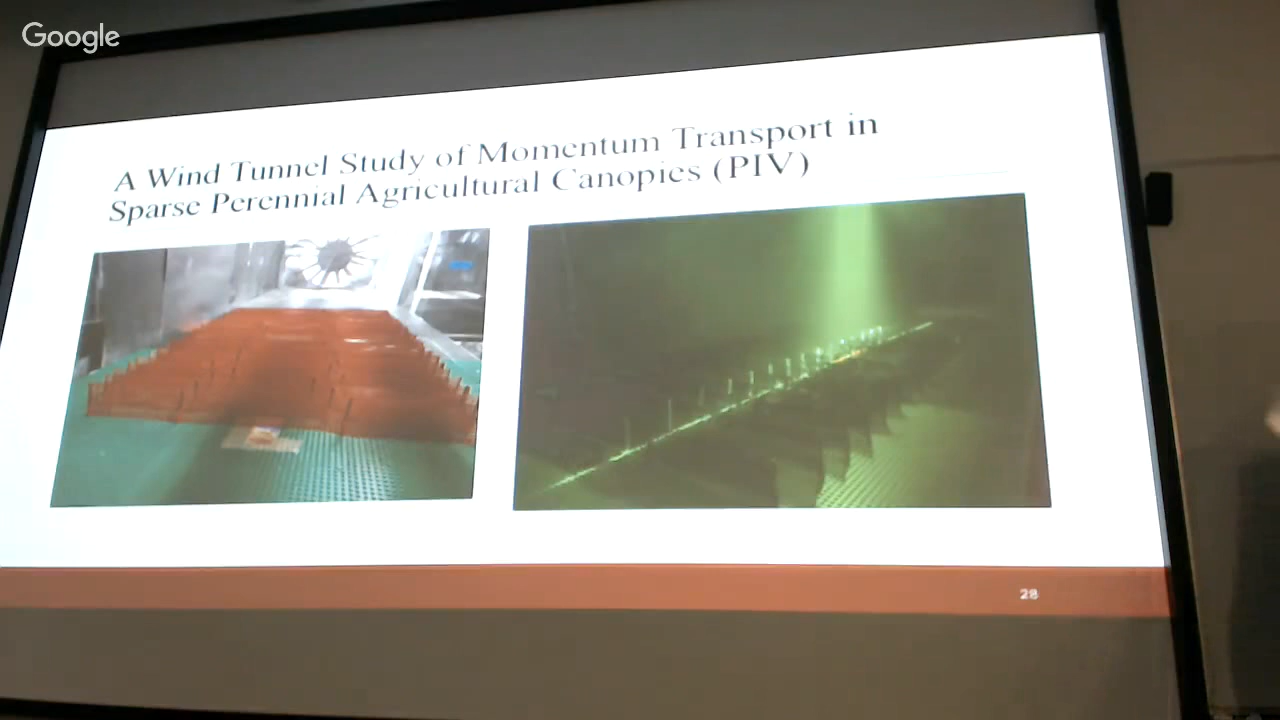 Google
A Wind Tunnel Study of Momentum Transport in
Sparse Perennial Agricultural Canopies (PIV)
28